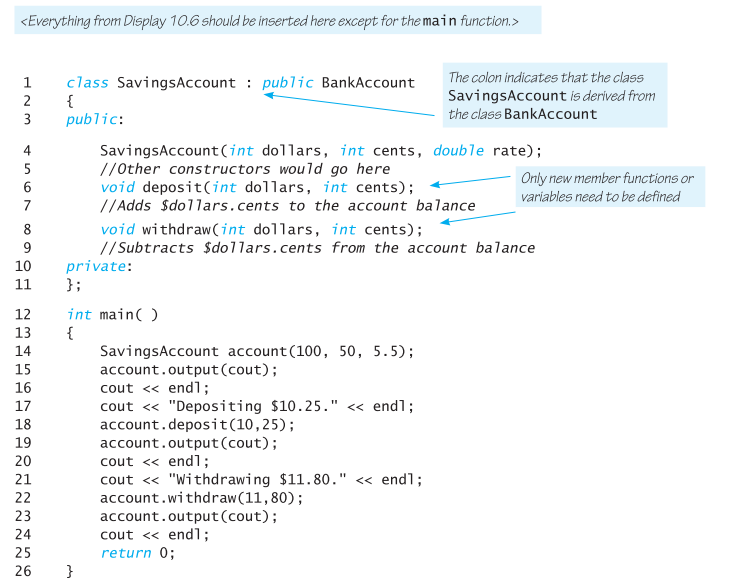 <Everything from Display 10.6 should be inserted here except for the main function.>
1 class SavingsAccount : public BankAccount
2 {
3 public:
The colon indicates that the class
SavingsAccount is derived from
the class BankAccount
4 SavingsAccount(int dollars, int cents, double rate);
5 //Other constructors would go here
6 void deposit(int dollars, int cents);
7 //Adds $dollars.cents to the account balance
8 void withdraw(int dollars, int cents);
9 //Subtracts $dollars.cents from the account balance
Only new member functions or
variables need to be defined
10 private:
11 };
12 int main( )
13 {
14 SavingsAccount account(100, 50, 5.5);
15 account.output(cout);
16 cout << endl;
17 cout << "Depositing $10.25." << endl;
18 account.deposit(10,25);
19 account.output(cout);
20 cout << endl;
21 cout << "Withdrawing $11.80." << endl;
22 account.withdraw(11,80);
23 account.output(cout);
24 cout << endl;
25 return 0;
26 }